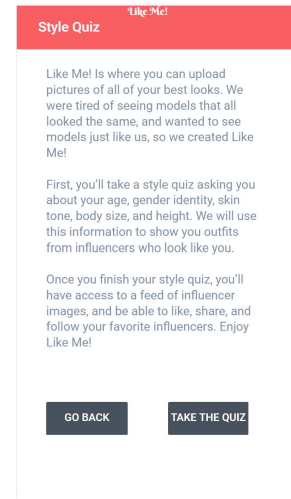 Like Me!
Style Quiz
Like Me! Is where you can upload
pictures of all of your best looks. We
were tired of seeing models that all
looked the same, and wanted to see
models just like us, so we created Like
Me!
First, you’ll take a style quiz asking you
about your age, gender identity, skin
tone, body size, and height. We will use
this information to show you outfits
from influencers who look like you.
Once you finish your style quiz, you’ll
have access to a feed of influencer
images, and be able to like, share, and
follow your favorite influencers. Enjoy
Like Me!
GO BACK
TAKE THE QUIZ